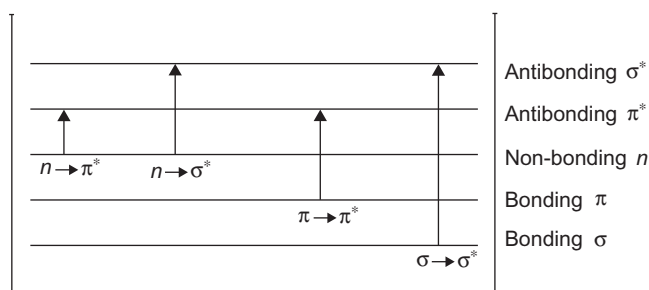 Antibonding σ*
Antibonding π*
Non-bonding n
n→π*
n→σ*
Bonding π
π→π*
Bonding σ
σ→σ*